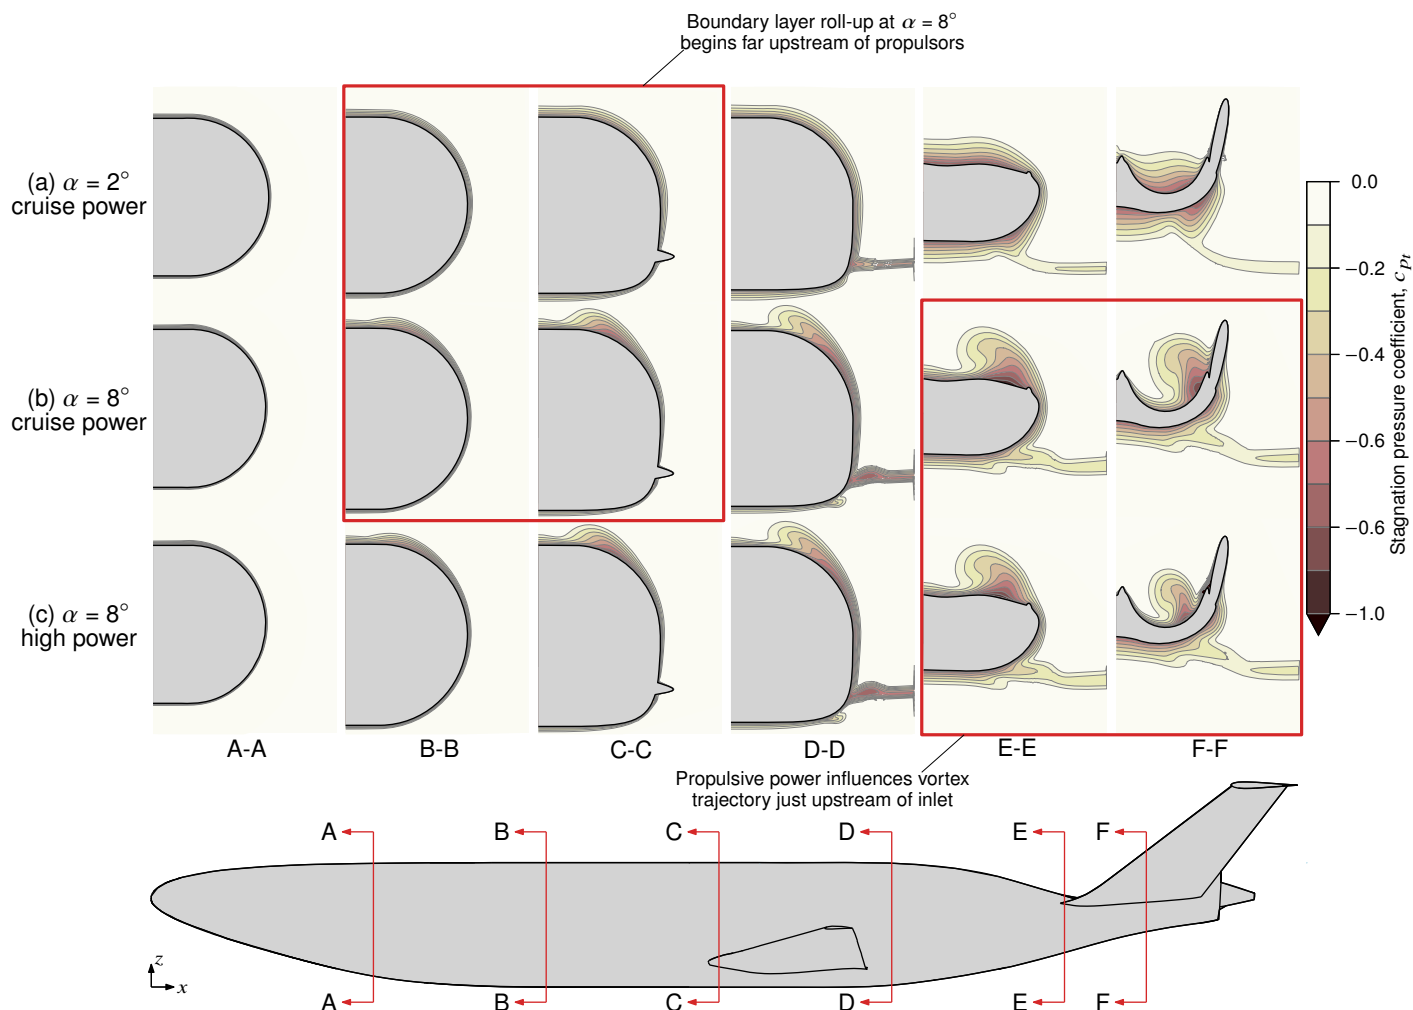 Boundary layer roll-up at α = 8°
begins far upstream of propulsors
(a) α = 2°
cruise power
(b) α = 8°
cruise power
(c) α = 8°
high power
0.0
−0.2
−0.4
−0.6
−0.6
−1.0
Stagnation pressure coefficient, c_{p_t}
A-A B-B C-C D-D E-E F-F
Propulsive power influences vortex
trajectory just upstream of inlet
A B C D E F
z
x
A B C D E F